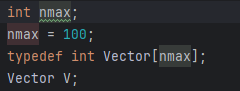 int nmax;
nmax = 100;
typedef int Vector[nmax];
Vector V;